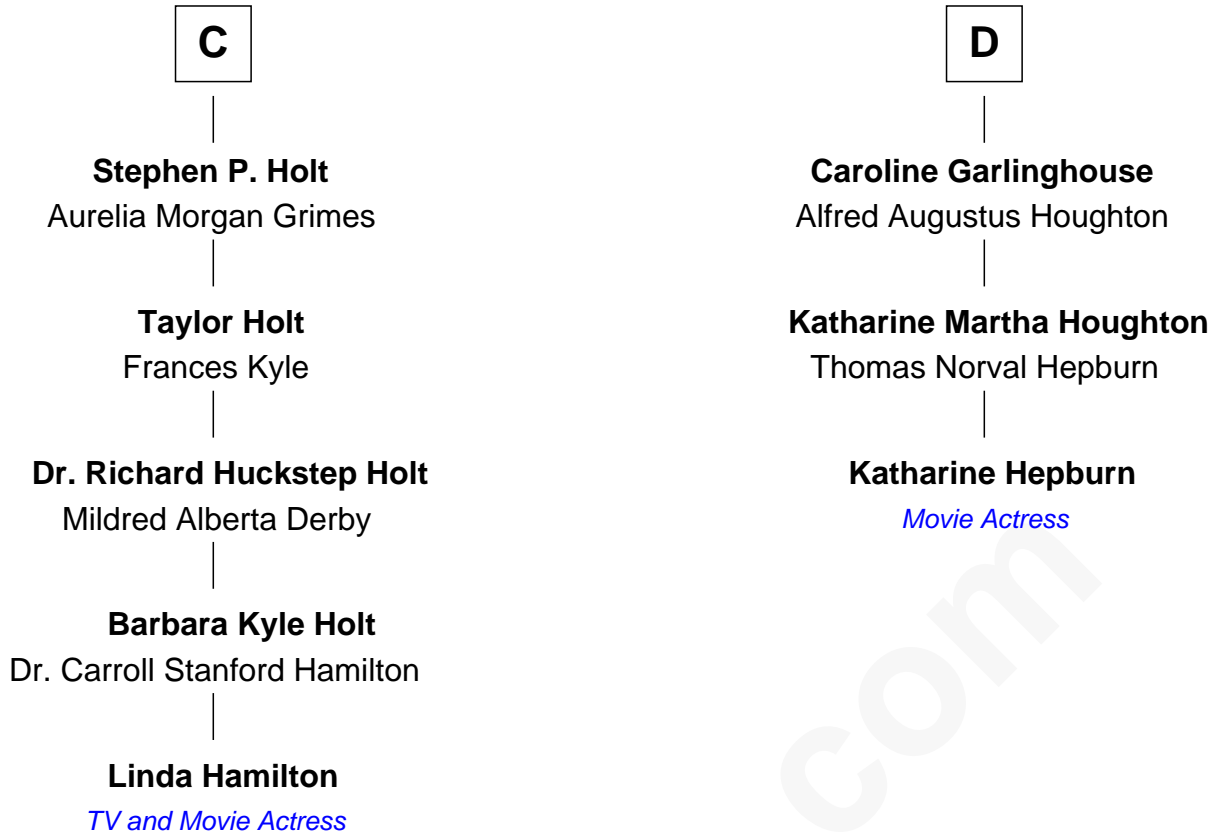 C
Stephen P. Holt
Aurelia Morgan Grimes
Taylor Holt
Frances Kyle
Dr. Richard Huckstep Holt
Mildred Alberta Derby
Barbara Kyle Holt
Dr. Carroll Stanford Hamilton
Linda Hamilton
TV and Movie Actress
D
Caroline Garlinghouse
Alfred Augustus Houghton
Katharine Martha Houghton
Thomas Norval Hepburn
Katharine Hepburn
Movie Actress
com